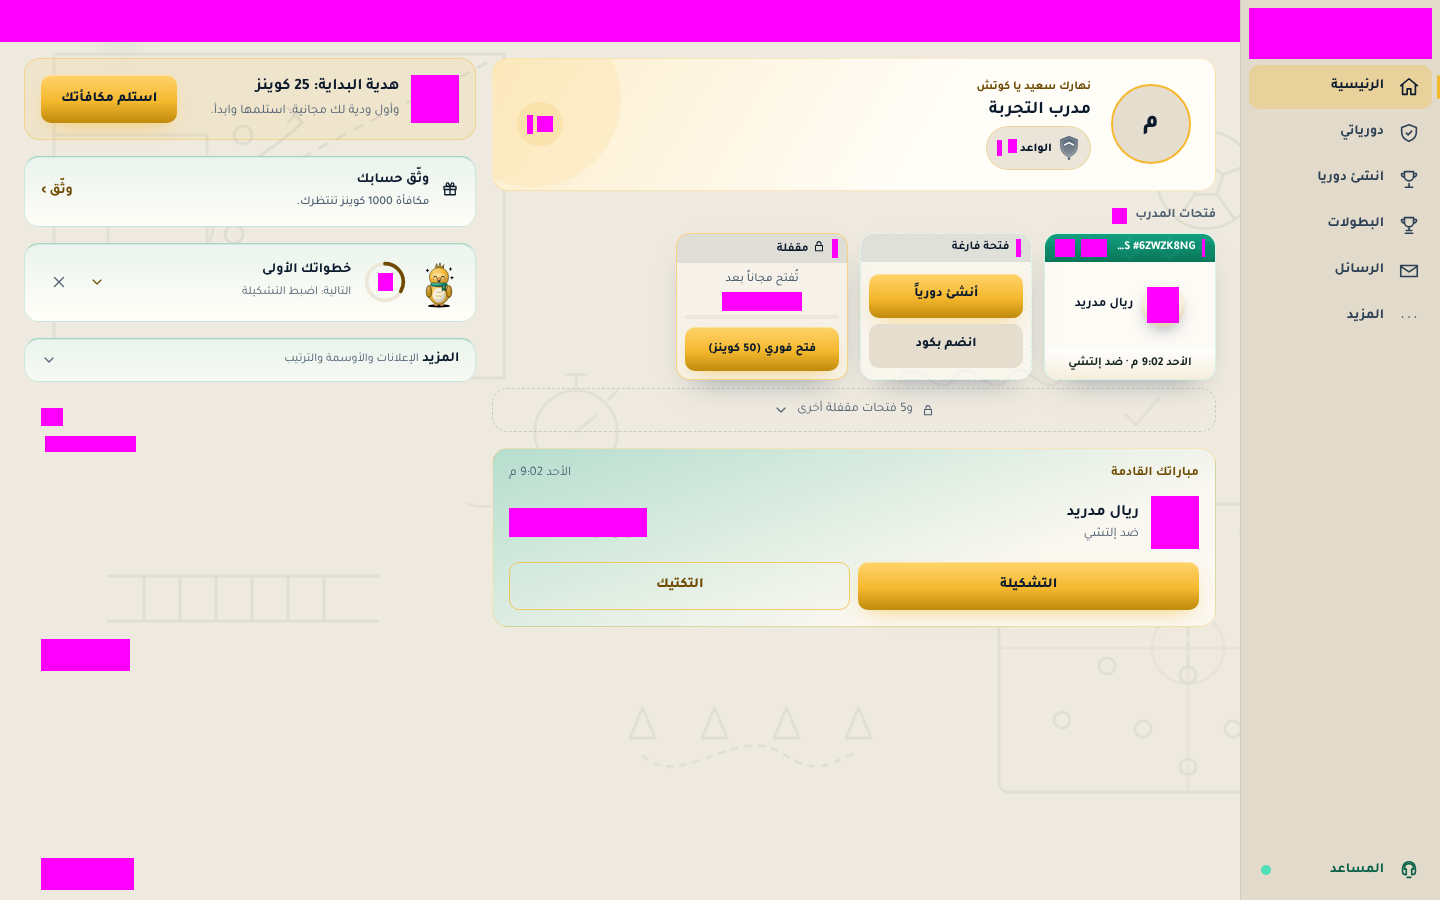 الرئيسية
دورياتي
أنشئ دوريا
البطولات
الرسائل
المزيد
المساعد
نهارك سعيد يا كوتش
مدرب التجربة
م
الواعد
فتحات المدرب
S #6ZWZK8NG...
ريال مدريد
الأحد 9:02 م · ضد إلتشي
فتحة فارغة
أنشئ دورياً
انضم بكود
مقفلة
تُفتح مجاناً بعد
فتح فوري (50 كوينز)
و5 فتحات مقفلة أخرى
مباراتك القادمة
الأحد 9:02 م
ريال مدريد
ضد إلتشي
التشكيلة
التكتيك
هدية البداية: 25 كوينز
وأول ودية لك مجانية. استلمها وابدأ.
استلم مكافأتك
وثّق حسابك
مكافأة 1000 كوينز تنتظرك.
وثّق ›
خطواتك الأولى
التالية: اضبط التشكيلة
المزيد الإعلانات والأوسمة والترتيب